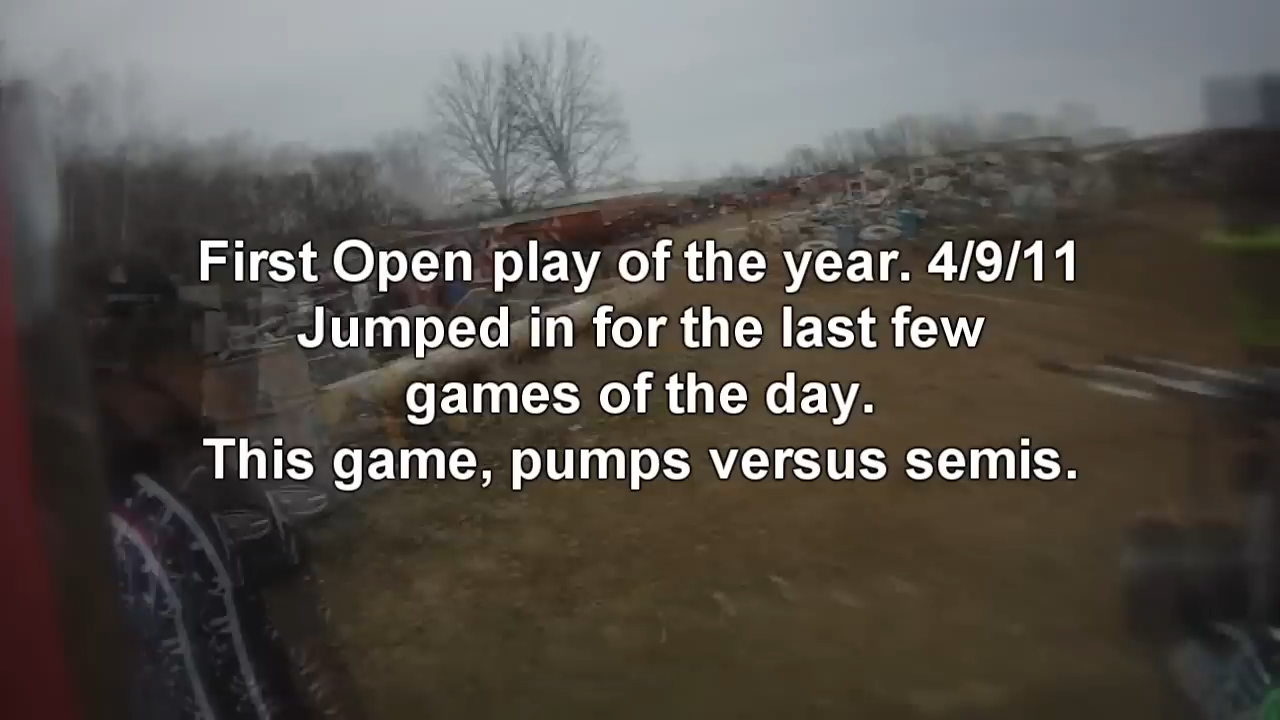 First Open play of the year. 4/9/11
Jumped in for the last few
games of the day.
This game, pumps versus semis.